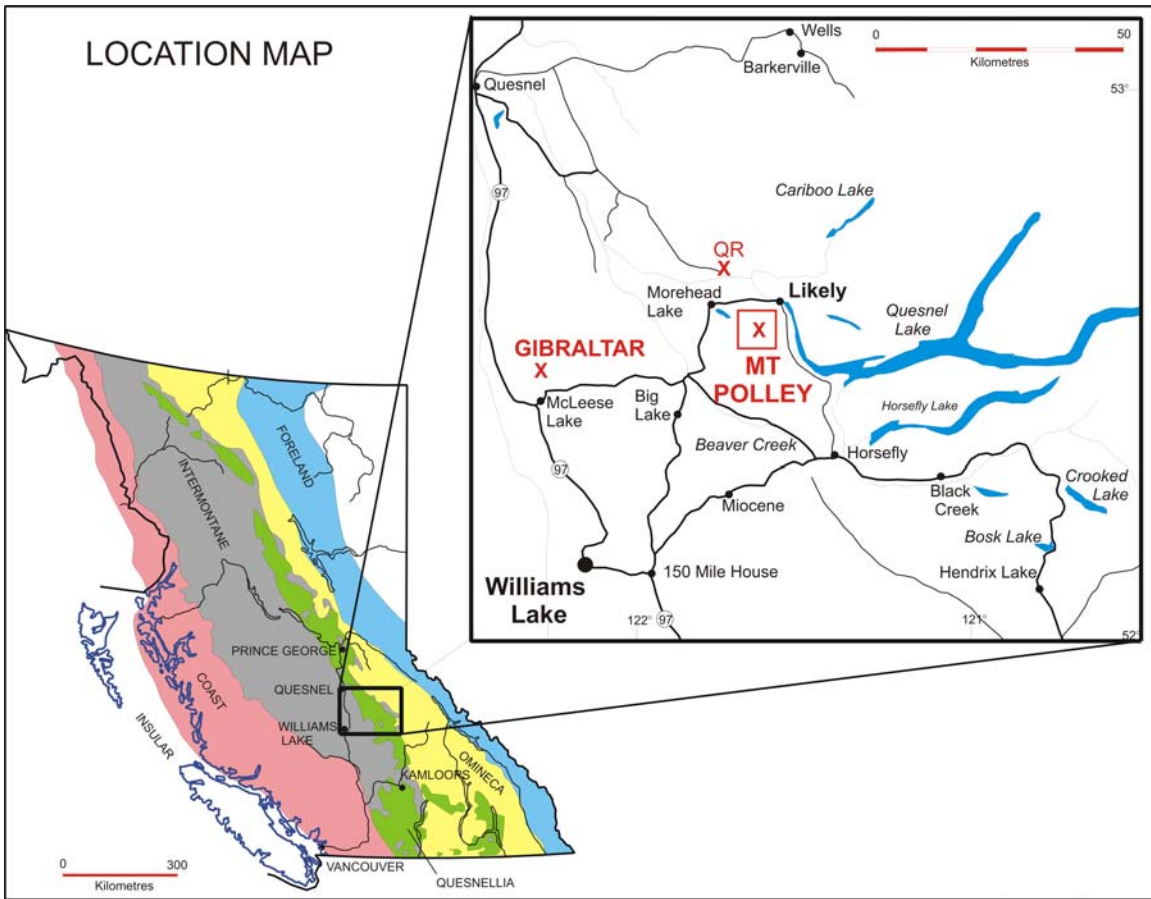 LOCATION MAP
Wells
Barkerville
0 50
Kilometres
53°
Quesnel
97
Cariboo Lake
QR
X
Morehead
Lake
Likely
Quesnel
Lake
X
MT
POLLEY
GIBRALTAR
X
McLeese
Lake
Big
Lake
Horsefly Lake
Beaver Creek
Horsefly
97
Miocene
Black
Creek
Crooked
Lake
Bosk Lake
Hendrix Lake
150 Mile House
Williams
Lake
97
122°
121°
52°
FORELAND
INTERMONTANE
PRINCE GEORGE
QUESNEL
WILLIAMS
LAKE
COAST
INSULAR
OMINECA
KAMLOOPS
VANCOUVER
QUESNELLIA
0 300
Kilometres